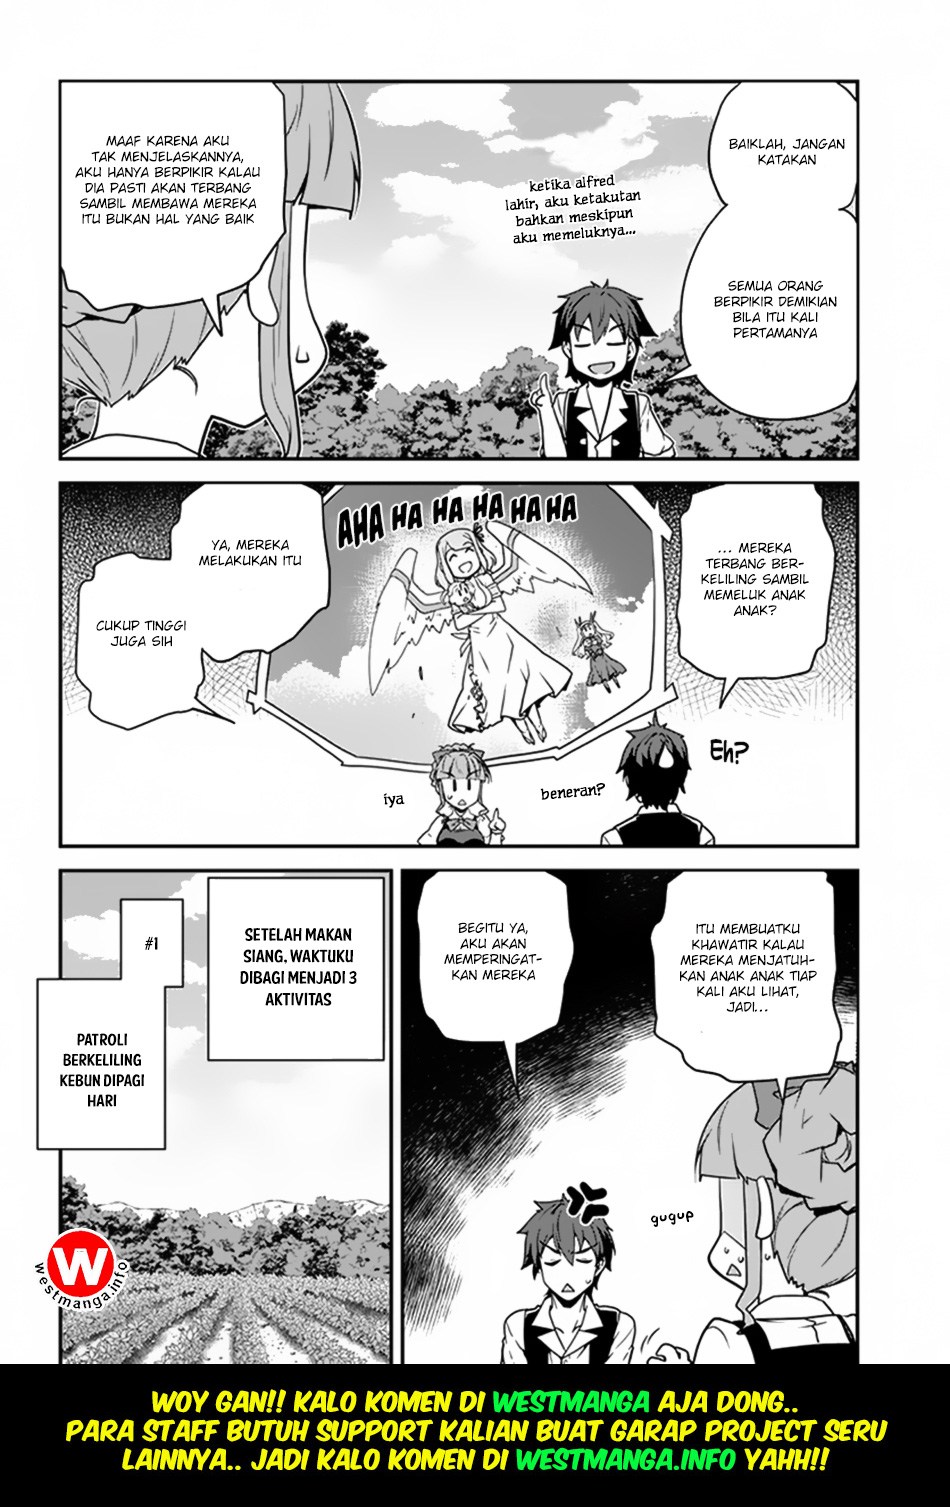 BAIKLAH, JANGAN
KATAKAN
SEMUA ORANG
BERPIKIR DEMIKIAN
BILA ITU KALI
PERTAMANYA
ketika alfred
lahir, aku ketakutan
bahkan meskipun
aku memeluknya...
MAAF KARENA AKU
TAK MENJELASKANNYA,
AKU HANYA BERPIKIR KALAU
DIA PASTI AKAN TERBANG
SAMBIL MEMBAWA MEREKA
ITU BUKAN HAL YANG BAIK
... MEREKA
TERBANG BER-
KELILING SAMBIL
MEMELUK ANAK
ANAK?
Eh?
beneran?
AHA HA HA HA HA HA
YA, MEREKA
MELAKUKAN ITU
CUKUP TINGGI
JUGA SIH
iya
ITU MEMBUATKU
KHAWATIR KALAU
MEREKA MENJATUH-
KAN ANAK ANAK TIAP
KALI AKU LIHAT,
JADI...
gugup
BEGITU YA,
AKU AKAN
MEMPERINGAT-
KAN MEREKA
SETELAH MAKAN
SIANG, WAKTUKU
DIBAGI MENJADI 3
AKTIVITAS
#1
PATROLI
BERKELILING
KEBUN DIPAGI
HARI
W
westmanga.info
WOY GAN!! KALO KOMEN DI WESTMANGA AJA DONG..
PARA STAFF BUTUH SUPPORT KALIAN BUAT GARAP PROJECT SERU
LAINNYA.. JADI KALO KOMEN DI WESTMANGA.INFO YAHH!!